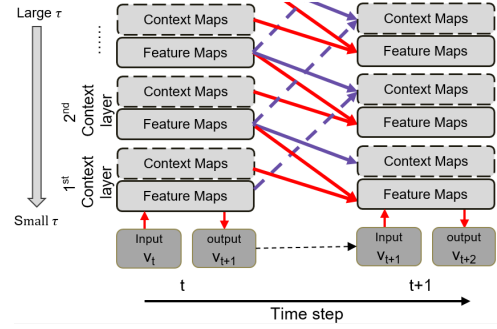 Large τ
......
Context Maps
Feature Maps
Context Maps
Feature Maps
2nd Context layer
Context Maps
Feature Maps
Context Maps
Feature Maps
1st Context layer
Context Maps
Feature Maps
Context Maps
Feature Maps
Small τ
Input
vt
output
vt+1
Input
vt+1
output
vt+2
t
t+1
Time step